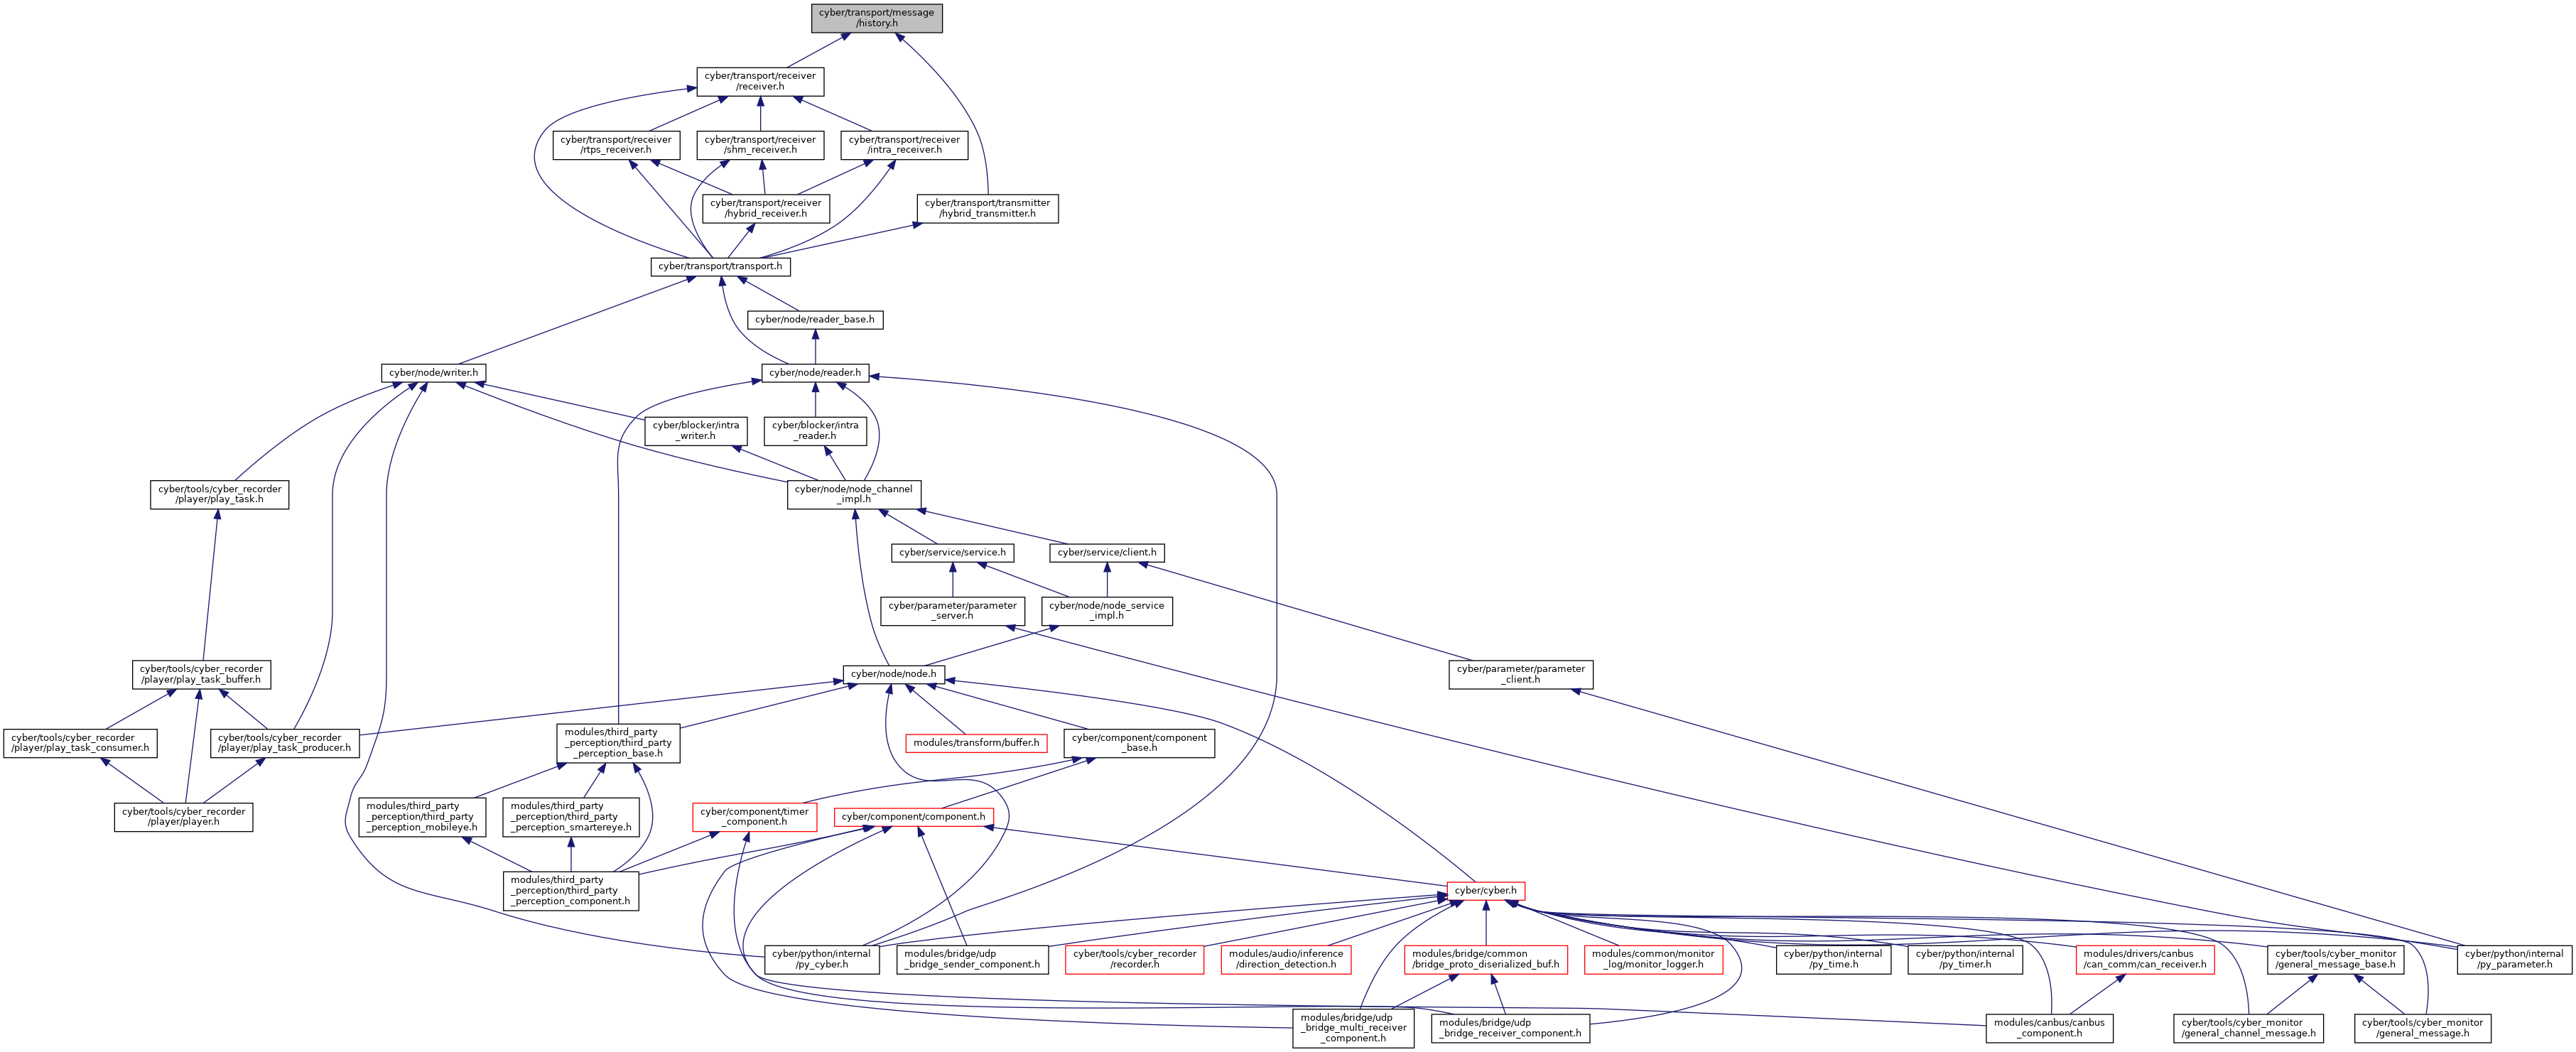 cyber/transport/message
/history.h
cyber/transport/receiver
/receiver.h
cyber/transport/receiver
/rtps_receiver.h
cyber/transport/receiver
/shm_receiver.h
cyber/transport/receiver
/intra_receiver.h
cyber/transport/receiver
/hybrid_receiver.h
cyber/transport/transmitter
/hybrid_transmitter.h
cyber/transport/transport.h
cyber/node/reader_base.h
cyber/node/writer.h
cyber/node/reader.h
cyber/blocker/intra
_writer.h
cyber/blocker/intra
_reader.h
cyber/tools/cyber_recorder
/player/play_task.h
cyber/node/node_channel
_impl.h
cyber/service/service.h
cyber/service/client.h
cyber/parameter/parameter
_server.h
cyber/node/node_service
_impl.h
cyber/tools/cyber_recorder
/player/play_task_buffer.h
cyber/node/node.h
cyber/parameter/parameter
_client.h
cyber/tools/cyber_recorder
/player/play_task_consumer.h
cyber/tools/cyber_recorder
/player/play_task_producer.h
modules/third_party
_perception/third_party
_perception_base.h
modules/transform/buffer.h
cyber/component/component
_base.h
cyber/tools/cyber_recorder
/player/player.h
modules/third_party
_perception/third_party
_perception_mobileye.h
modules/third_party
_perception/third_party
_perception_smartereye.h
cyber/component/timer
_component.h
cyber/component/component.h
modules/third_party
_perception/third_party
_perception_component.h
cyber/cyber.h
cyber/python/internal
/py_cyber.h
modules/bridge/udp
_bridge_sender_component.h
cyber/tools/cyber_recorder
/recorder.h
modules/audio/inference
/direction_detection.h
modules/bridge/common
/bridge_proto_diserialized_buf.h
modules/common/monitor
_log/monitor_logger.h
cyber/python/internal
/py_time.h
cyber/python/internal
/py_timer.h
modules/drivers/canbus
/can_comm/can_receiver.h
cyber/tools/cyber_monitor
/general_message_base.h
cyber/python/internal
/py_parameter.h
modules/bridge/udp
_bridge_multi_receiver
_component.h
modules/bridge/udp
_bridge_receiver_component.h
modules/canbus/canbus
_component.h
cyber/tools/cyber_monitor
/general_channel_message.h
cyber/tools/cyber_monitor
/general_message.h